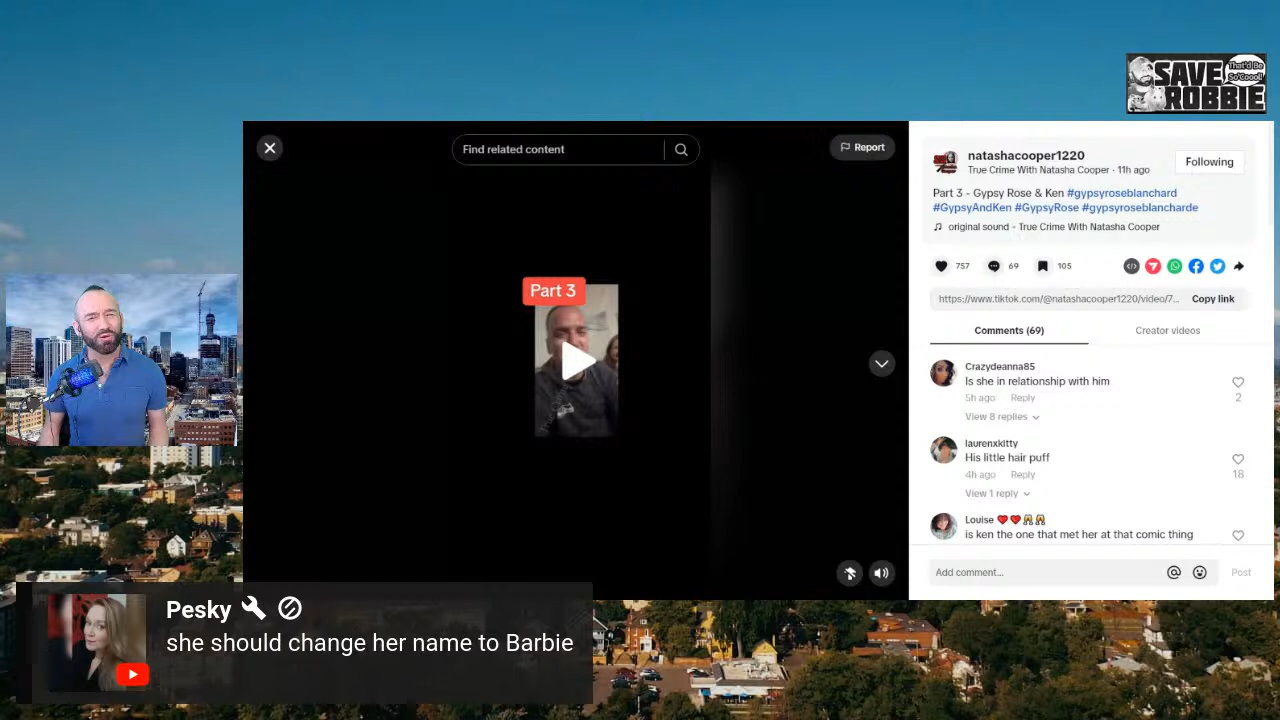 That'd Be
So'Coool!
SAVE
ROBBIE
Find related content
Report
natashacooper1220
True Crime With Natasha Cooper · 11h ago
Following
Part 3 - Gypsy Rose & Ken #gypsyroseblanchard
#GypsyAndKen #GypsyRose #gypsyroseblancharde
original sound - True Crime With Natasha Cooper
757
69
105
https://www.tiktok.com/@natashacooper1220/video/7...
Copy link
Comments (69)
Creator videos
Part 3
Crazydeanna85
Is she in relationship with him
5h ago Reply
2
View 8 replies
laurenxkitty
His little hair puff
4h ago Reply
18
View 1 reply
Louise ❤️❤️👯👯
is ken the one that met her at that comic thing
Add comment...
Post
Pesky
she should change her name to Barbie